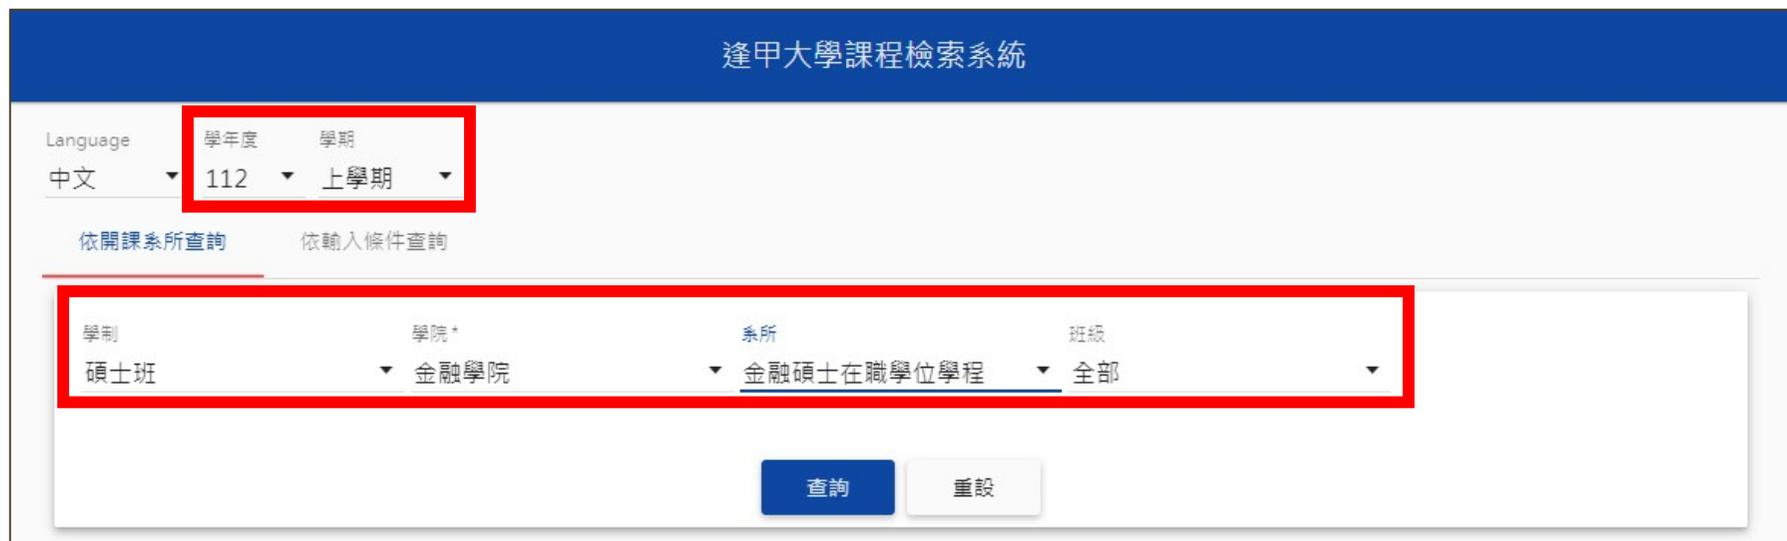 逢甲大學課程檢索系統
Language 學年度 學期
中文 112 上學期
依開課系所查詢 依輸入條件查詢
學制 學院* 系所 班級
碩士班 金融學院 金融碩士在職學位學程 全部
查詢 重設